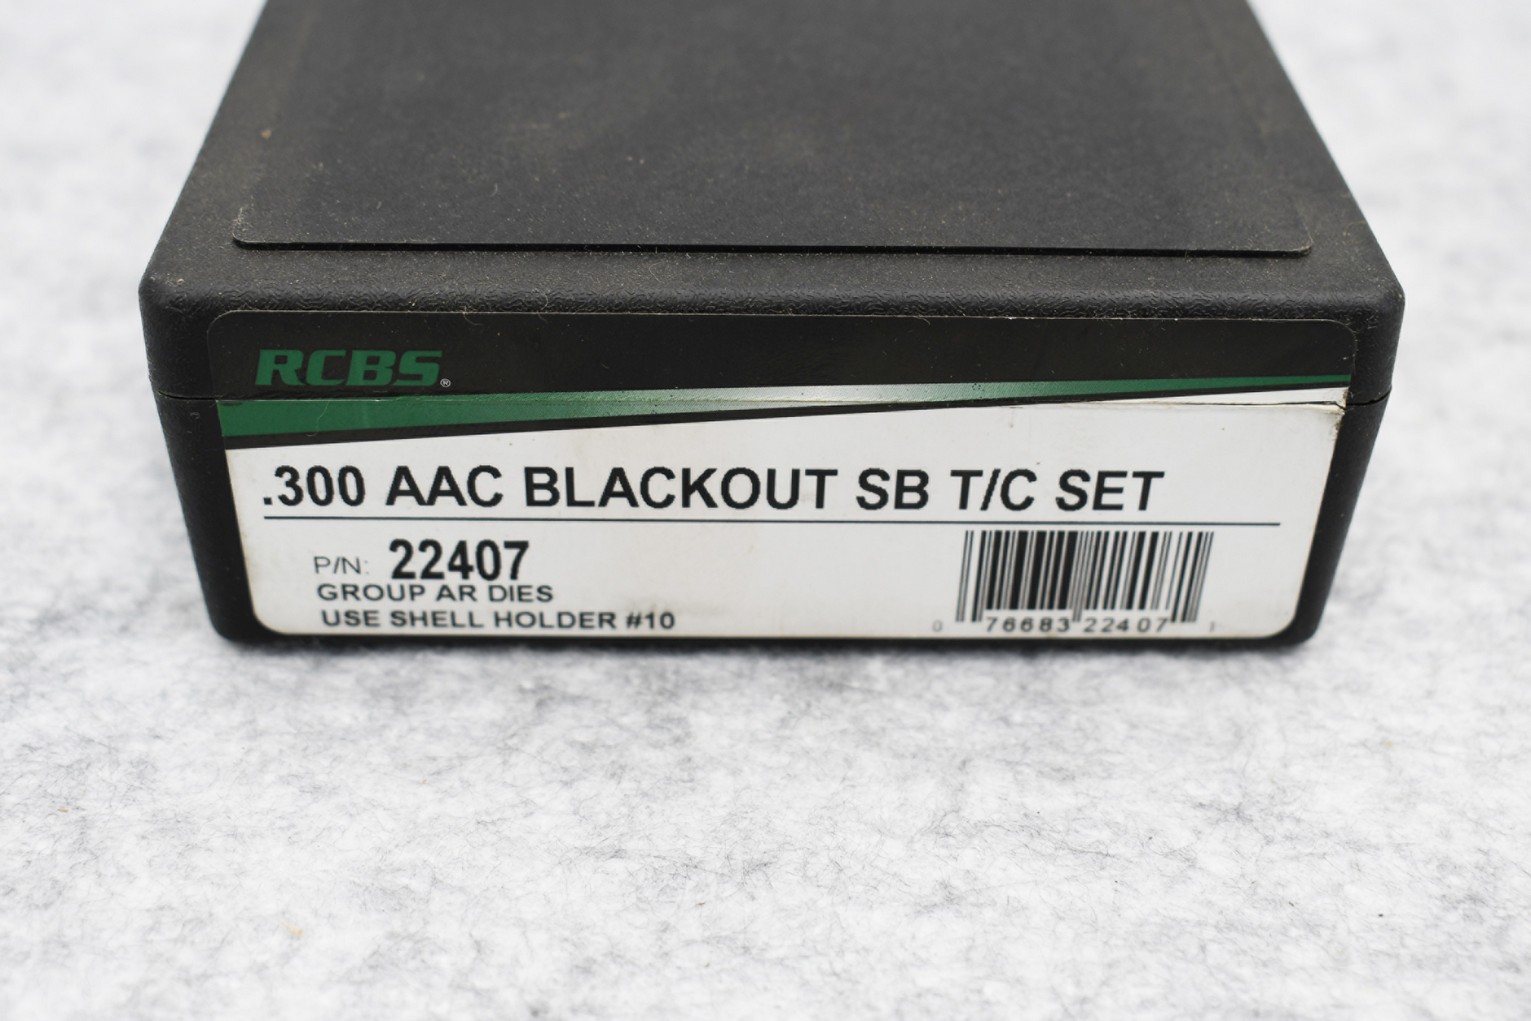 RCBS®
.300 AAC BLACKOUT SB T/C SET
P/N: 22407
GROUP AR DIES
USE SHELL HOLDER #10
0 76683 22407 1